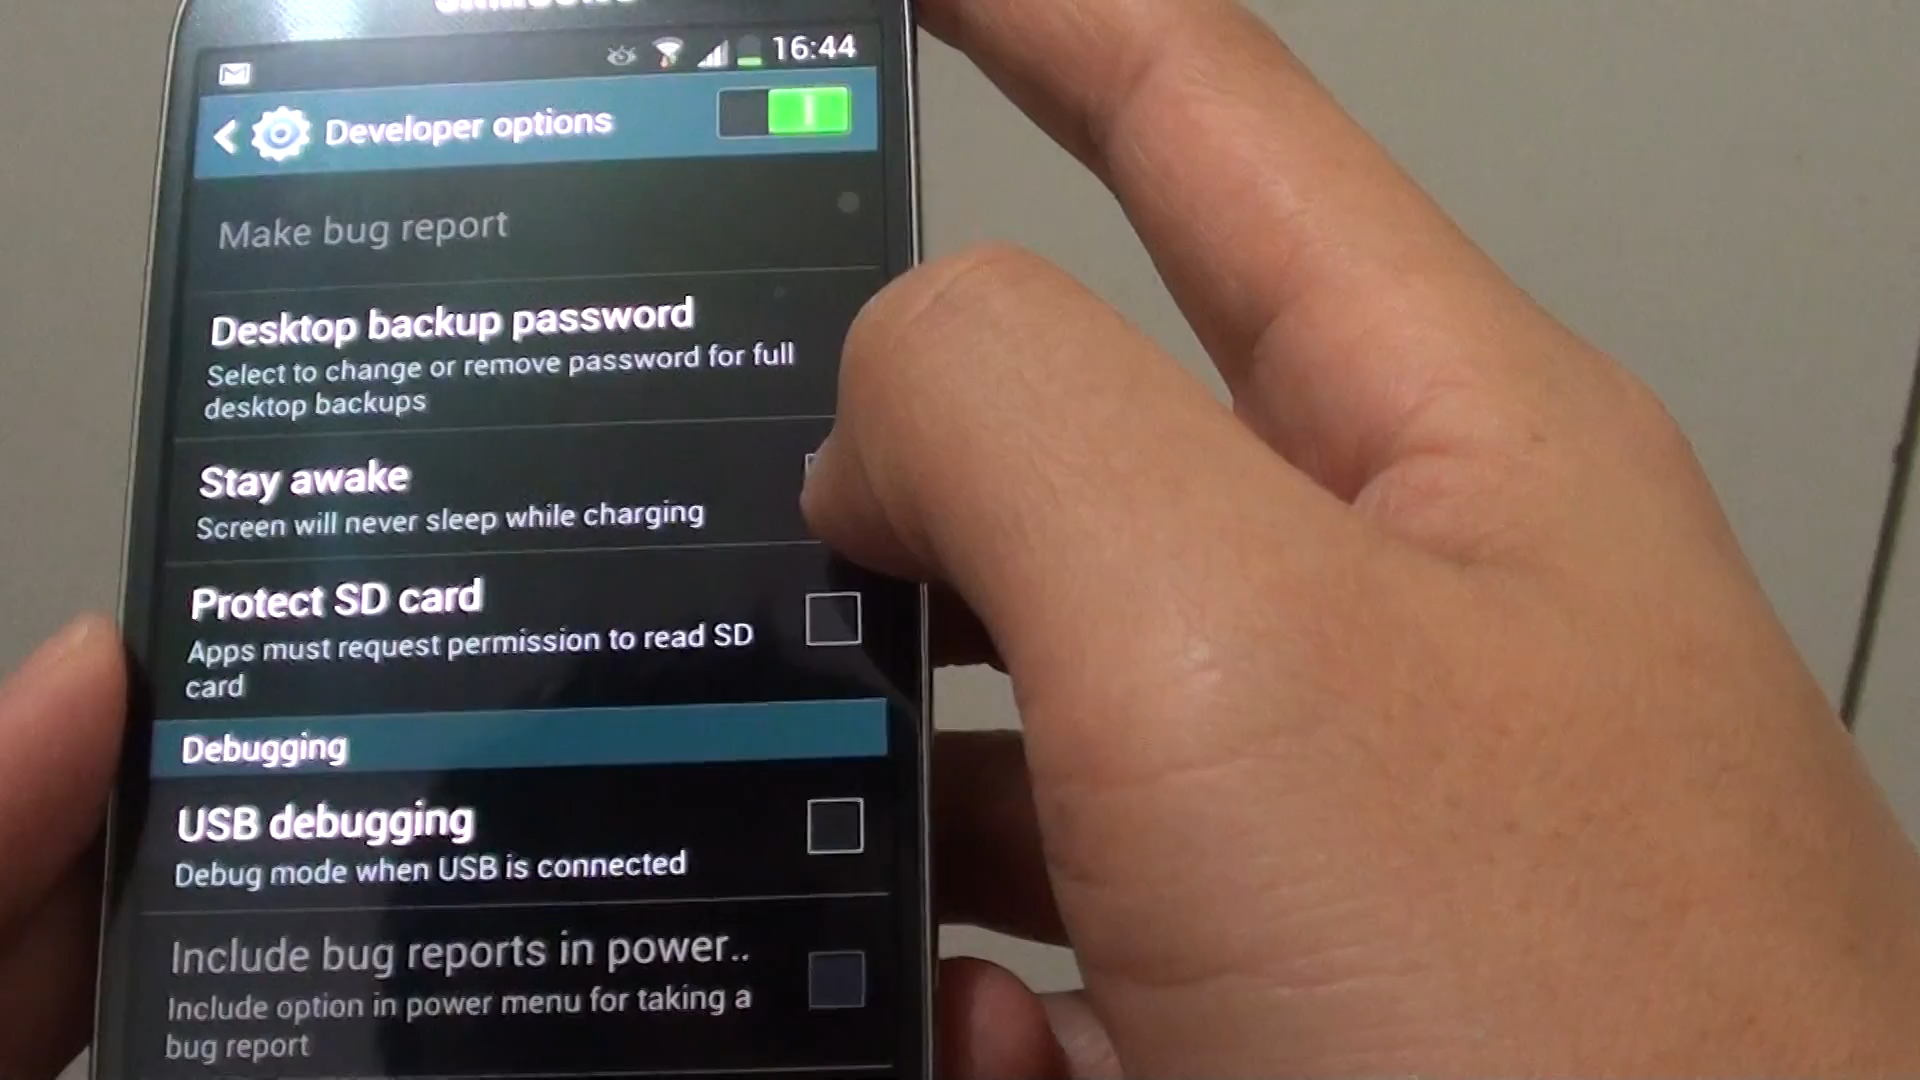 16:44
Developer options
Make bug report
Desktop backup password
Select to change or remove password for full
desktop backups
Stay awake
Screen will never sleep while charging
Protect SD card
Apps must request permission to read SD
card
Debugging
USB debugging
Debug mode when USB is connected
Include bug reports in power..
Include option in power menu for taking a
bug report